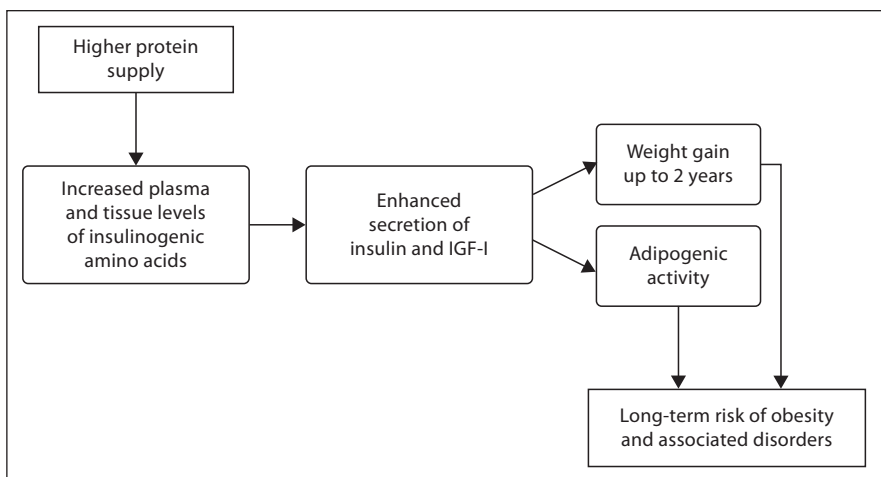 Higher protein
supply
Increased plasma
and tissue levels
of insulinogenic
amino acids
Enhanced
secretion of
insulin and IGF-I
Weight gain
up to 2 years
Adipogenic
activity
Long-term risk of obesity
and associated disorders